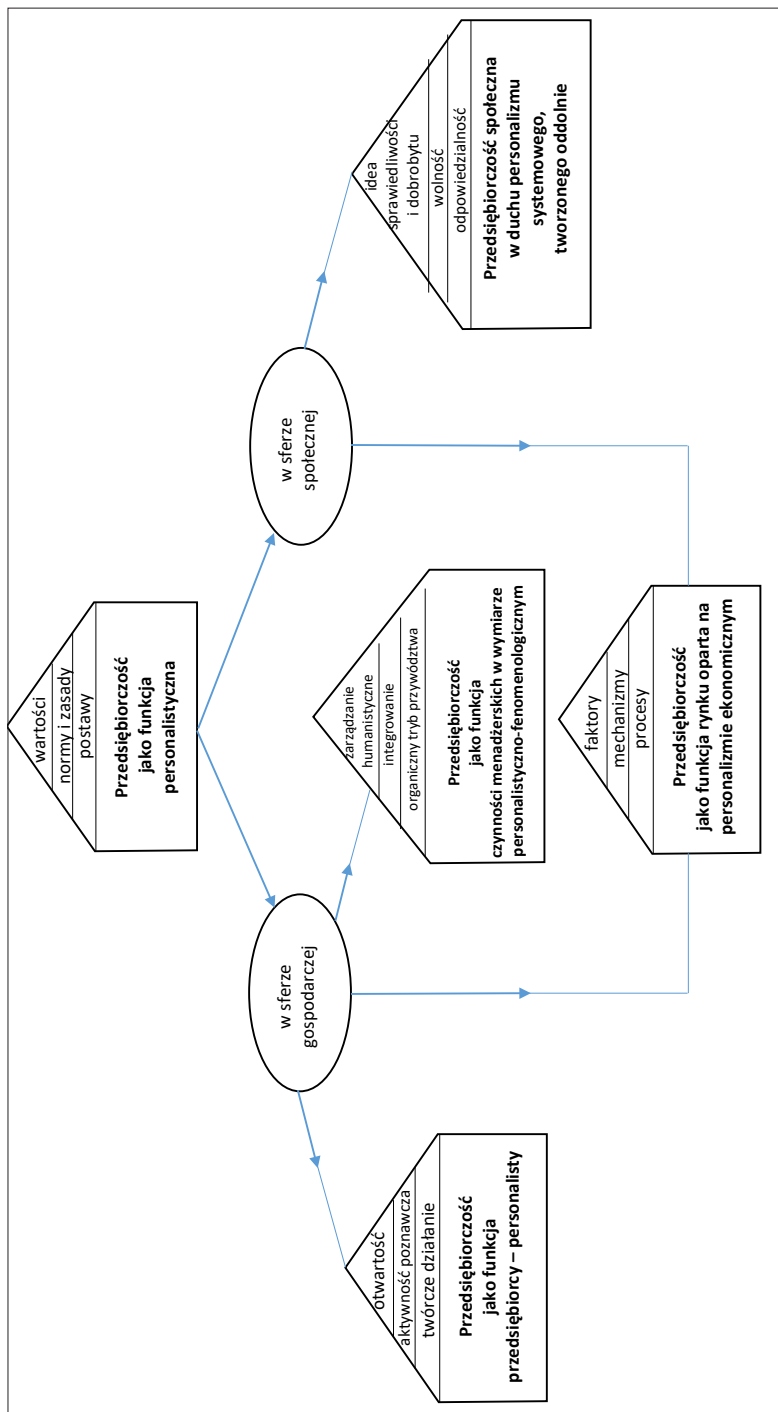 wartości
normy i zasady
postawy
Przedsiębiorczość
jako funkcja
personalistyczna
w sferze
gospodarczej
w sferze
społecznej
otwartość
aktywność poznawcza
twórcze działanie
Przedsiębiorczość
jako funkcja
przedsiębiorcy – personalisty
zarządzanie
humanistyczne
integrowanie
organiczny tryb przywództwa
Przedsiębiorczość
jako funkcja
czynności menadżerskich w wymiarze
personalistyczno-fenomenologicznym
idea
sprawiedliwości
i dobrobytu
wolność
odpowiedzialność
Przedsiębiorczość społeczna
w duchu personalizmu
systemowego,
tworzonego oddolnie
faktory
mechanizmy
procesy
Przedsiębiorczość
jako funkcja rynku oparta na
personalizmie ekonomicznym